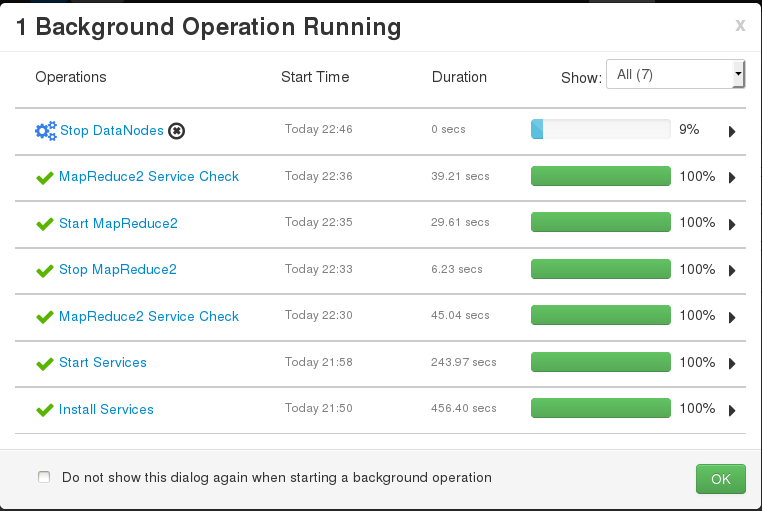 1 Background Operation Running
x
Operations Start Time Duration Show: All (7)
Stop DataNodes Today 22:46 0 secs 9%
MapReduce2 Service Check Today 22:36 39.21 secs 100%
Start MapReduce2 Today 22:35 29.61 secs 100%
Stop MapReduce2 Today 22:33 6.23 secs 100%
MapReduce2 Service Check Today 22:30 45.04 secs 100%
Start Services Today 21:58 243.97 secs 100%
Install Services Today 21:50 456.40 secs 100%
Do not show this dialog again when starting a background operation OK